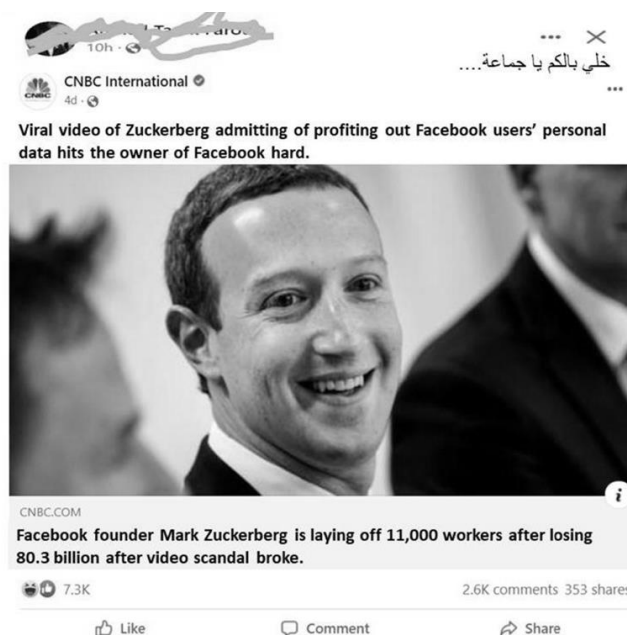 10h
خلي بالكم يا جماعة....
CNBC International
CNBC
4d
Viral video of Zuckerberg admitting of profiting out Facebook users' personal
data hits the owner of Facebook hard.
i
CNBC.COM
Facebook founder Mark Zuckerberg is laying off 11,000 workers after losing
80.3 billion after video scandal broke.
7.3K
2.6K comments 353 shares
Like
Comment
Share